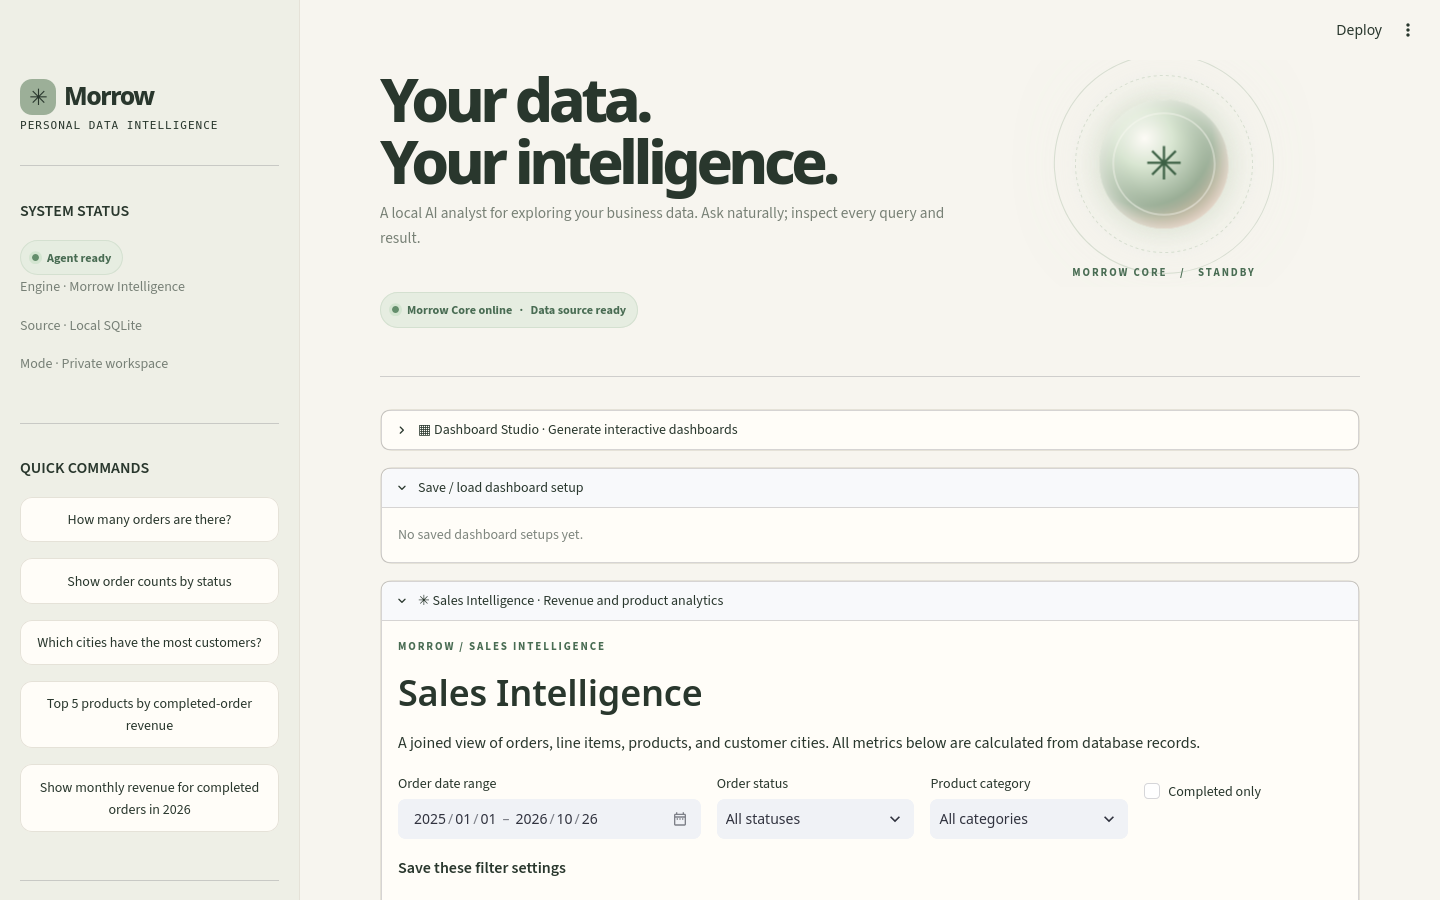 Deploy
Morrow
PERSONAL DATA INTELLIGENCE
SYSTEM STATUS
Agent ready
Engine · Morrow Intelligence
Source · Local SQLite
Mode · Private workspace
QUICK COMMANDS
How many orders are there?
Show order counts by status
Which cities have the most customers?
Top 5 products by completed-order
revenue
Show monthly revenue for completed
orders in 2026
Your data.
Your intelligence.
A local AI analyst for exploring your business data. Ask naturally; inspect every query and
result.
Morrow Core online · Data source ready
MORROW CORE / STANDBY
Dashboard Studio · Generate interactive dashboards
Save / load dashboard setup
No saved dashboard setups yet.
Sales Intelligence · Revenue and product analytics
MORROW / SALES INTELLIGENCE
Sales Intelligence
A joined view of orders, line items, products, and customer cities. All metrics below are calculated from database records.
Order date range
Order status
Product category
Completed only
2025/01/01 – 2026/10/26
All statuses
All categories
Save these filter settings